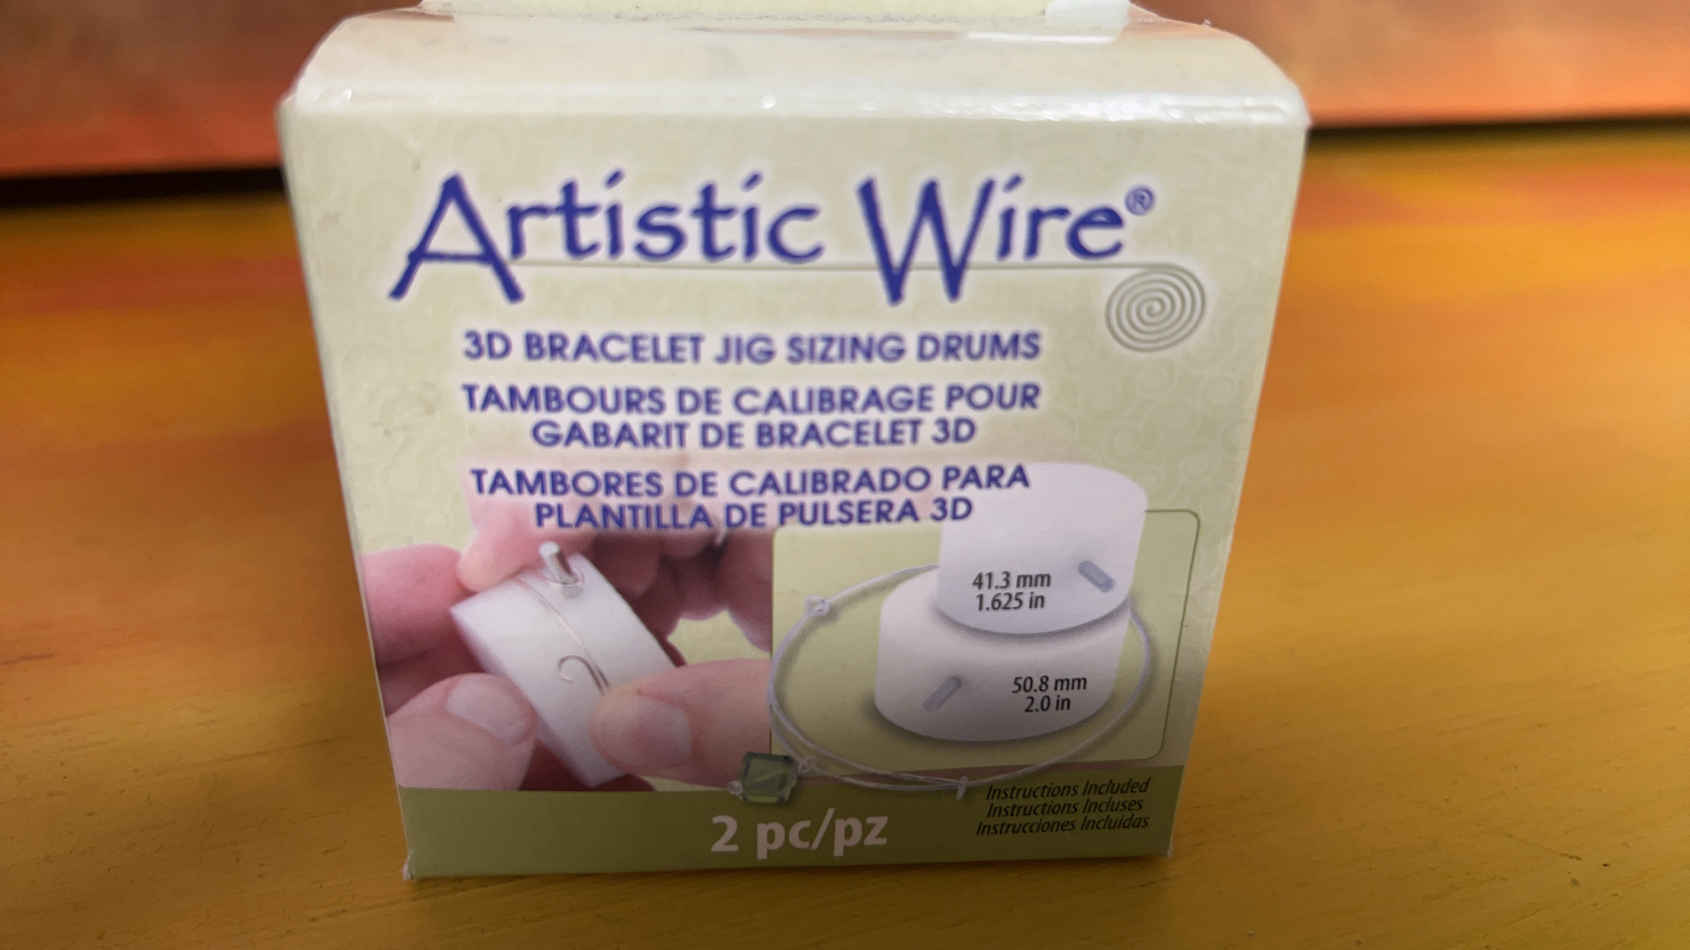 Artistic Wire®
3D BRACELET JIG SIZING DRUMS
TAMBOURS DE CALIBRAGE POUR
GABARIT DE BRACELET 3D
TAMBORES DE CALIBRADO PARA
PLANTILLA DE PULSERA 3D
41.3 mm
1.625 in
50.8 mm
2.0 in
Instructions Included
Instructions Incluses
Instrucciones Incluidas
2 pc/pz